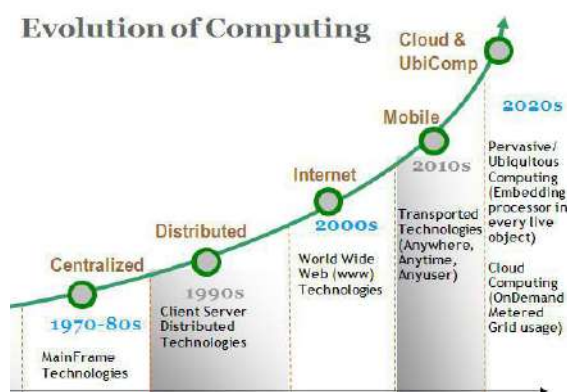 Evolution of Computing
Cloud &
UbiComp
2020s
Pervasive/
Ubiquitous
Computing
(Embedding
processor in
every live
object)
Cloud
Computing
(OnDemand
Metered
Grid usage)
Mobile
2010s
Transported
Technologies
(Anywhere,
Anytime,
Anyuser)
Internet
2000s
World Wide
Web (www)
Technologies
Distributed
1990s
Client Server
Distributed
Technologies
Centralized
1970-80s
MainFrame
Technologies